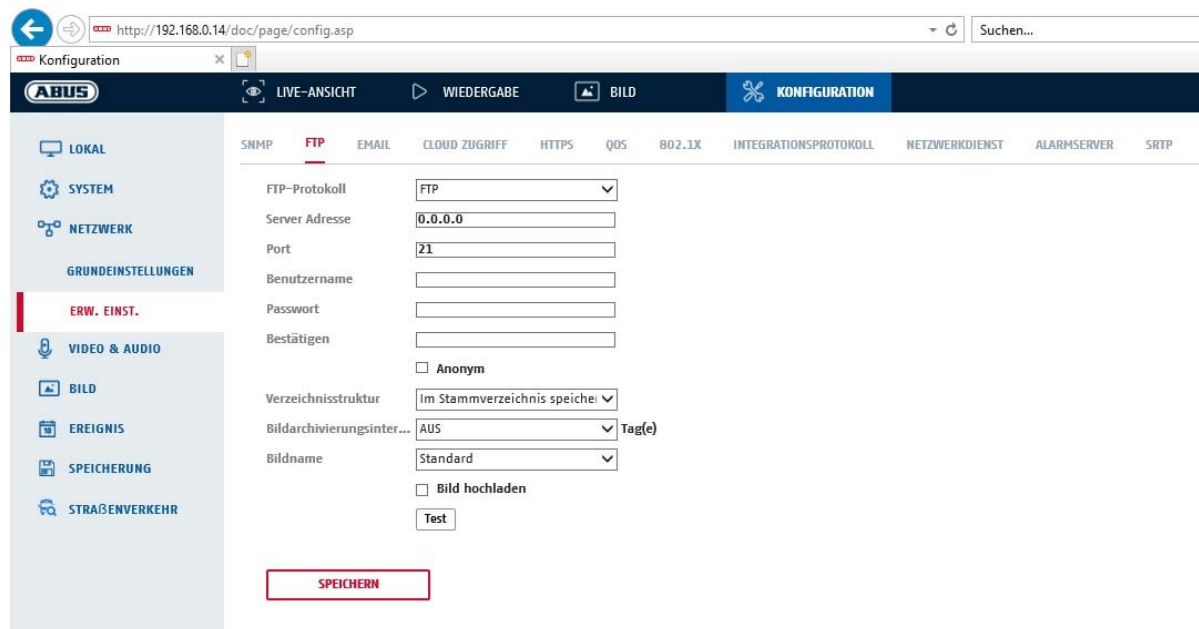 http://192.168.0.14/doc/page/config.asp
Suchen...
Konfiguration
ABUS
LIVE-ANSICHT
WIEDERGABE
BILD
KONFIGURATION
LOKAL
SYSTEM
NETZWERK
GRUNDEINSTELLUNGEN
ERW. EINST.
VIDEO & AUDIO
BILD
EREIGNIS
SPEICHERUNG
STRAßENVERKEHR
SNMP FTP EMAIL CLOUD ZUGRIFF HTTPS QOS 802.1X INTEGRATIONSPROTOKOLL NETZWERKDIENST ALARMSERVER SRTP
FTP-Protokoll FTP
Server Adresse 0.0.0.0
Port 21
Benutzername
Passwort
Bestätigen
Anonym
Verzeichnisstruktur Im Stammverzeichnis speicher
Bildarchivierungsinter... AUS Tag(e)
Bildname Standard
Bild hochladen
Test
SPEICHERN